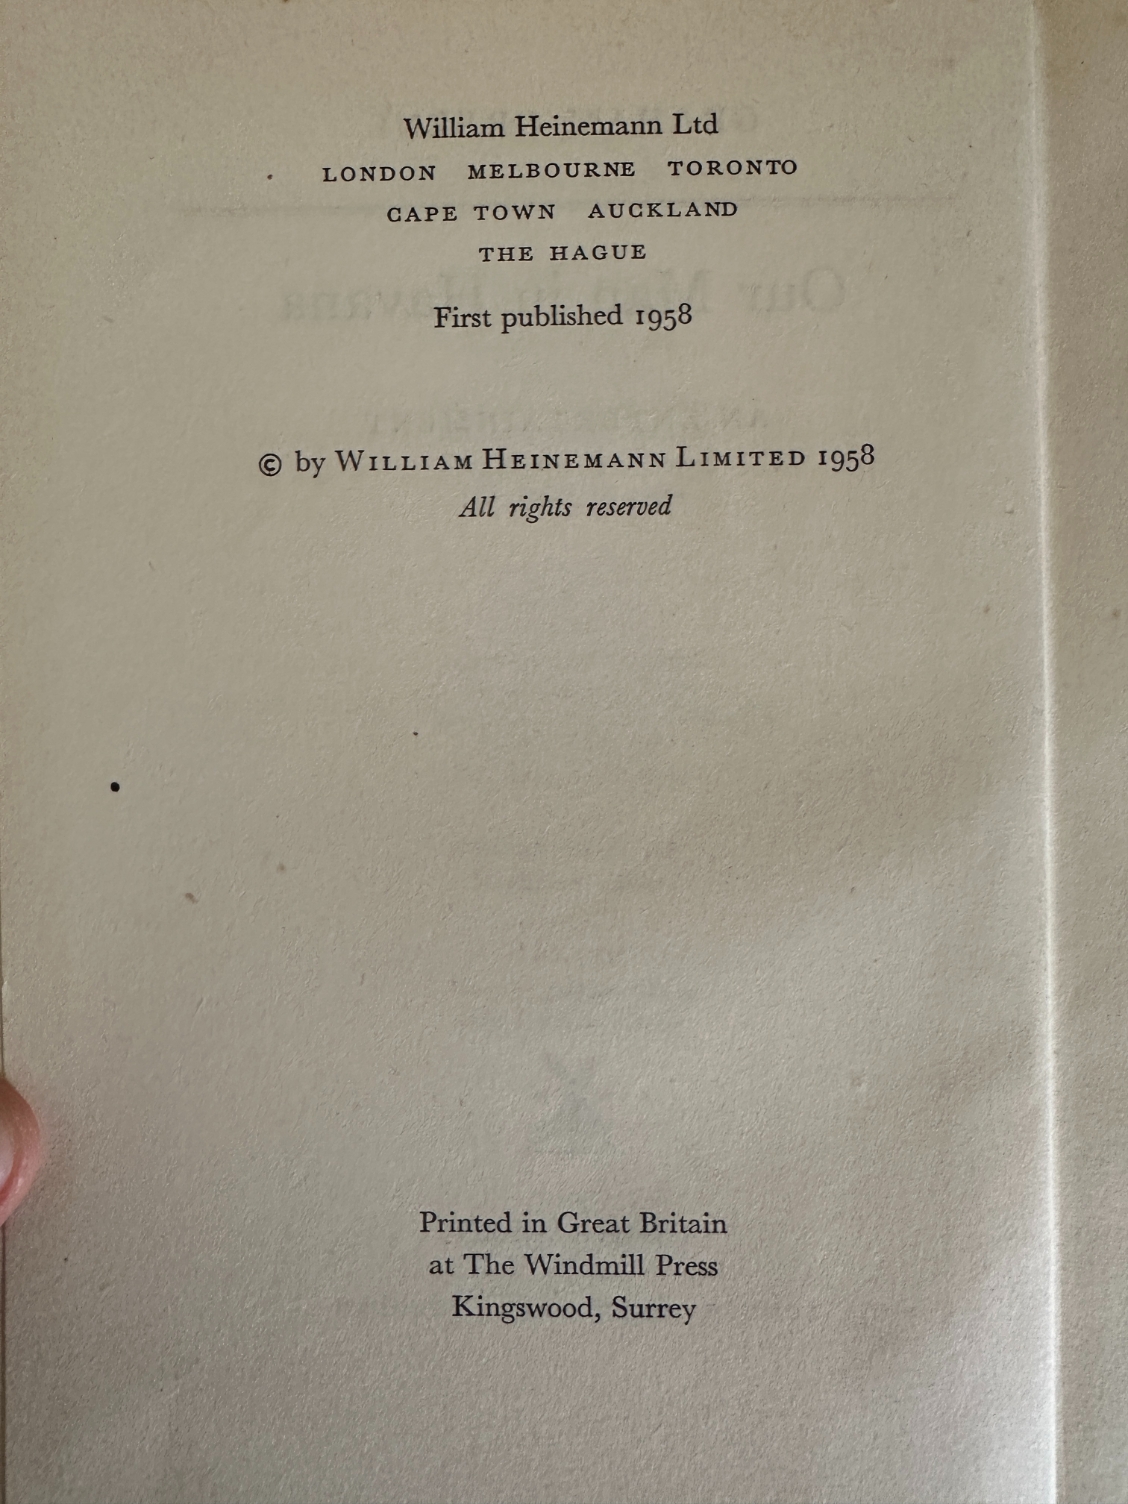 William Heinemann Ltd
LONDON MELBOURNE TORONTO
CAPE TOWN AUCKLAND
THE HAGUE
First published 1958
© by WILLIAM HEINEMANN LIMITED 1958
All rights reserved
Printed in Great Britain
at The Windmill Press
Kingswood, Surrey